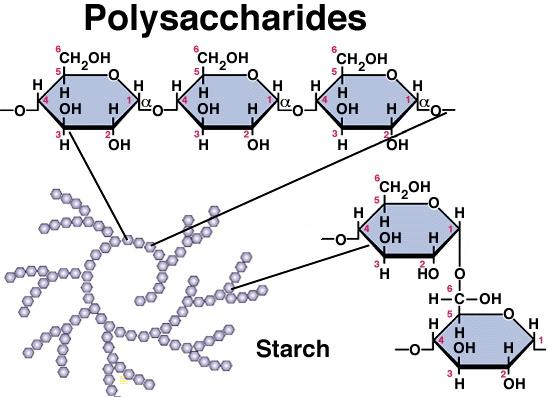 Polysaccharides
6 6 6
CH₂OH CH₂OH CH₂OH
5 O 5 O 5 O
H H H H H H H H H
4 OH H 1 α 4 OH H 1 α 4 OH H 1 α
O O O O
3 2 3 2 3 2
H OH H OH H OH
6
CH₂OH
5 O
H H H
4 1
O OH H
3 2
H HO
O
6
H C OH
5 O
H H H
4 1
O OH H
3 2
H OH
Starch